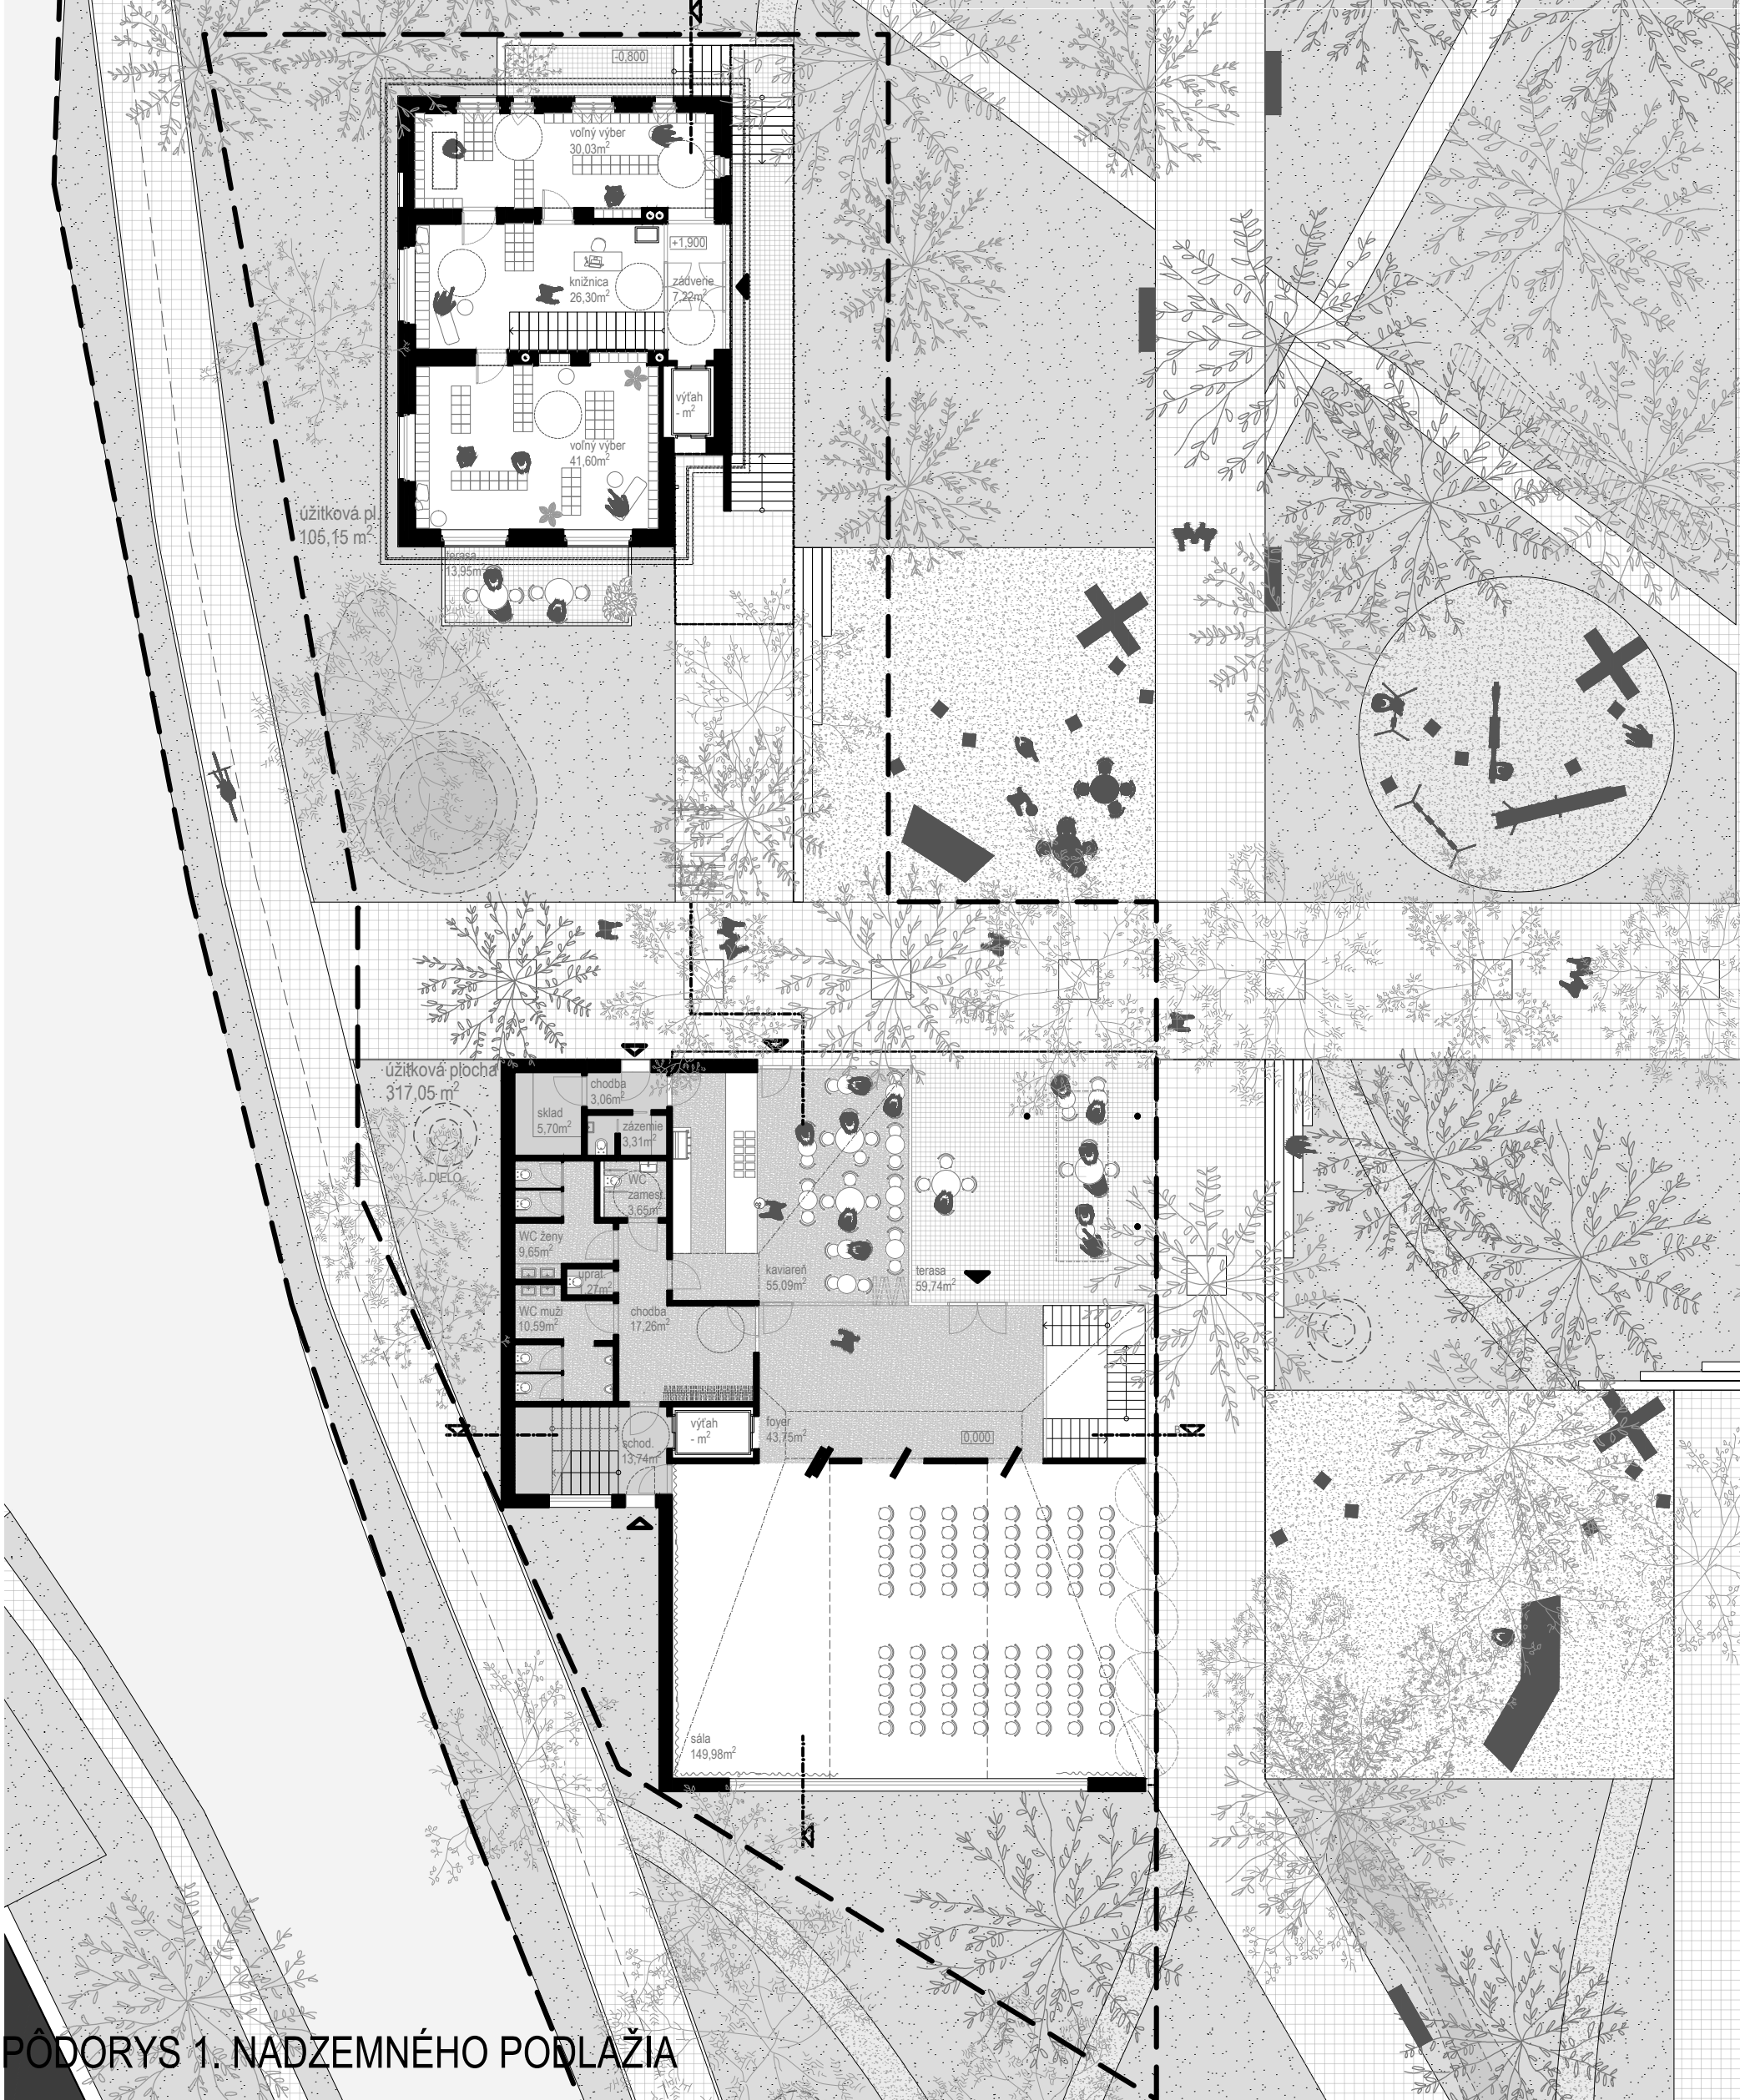 -0,800
voľný výber
30,03m²
+1,900
knižnica
26,30m²
zádverie
7,22m²
výťah
- m²
voľný výber
41,60m²
úžitková pl.
105,15 m²
terasa
13,95m²
úžitková plocha
317,05 m²
chodba
3,06m²
sklad
5,70m²
zázemie
3,31m²
DIELO
WC
zamest.
3,65m²
WC ženy
9,65m²
uprat.
kaviareň
55,09m²
terasa
59,74m²
WC muži
10,59m²
chodba
17,26m²
výťah
- m²
foyer
43,75m²
0,000
schod.
13,74m²
sála
149,98m²
PÔDORYS 1. NADZEMNÉHO PODLAŽIA